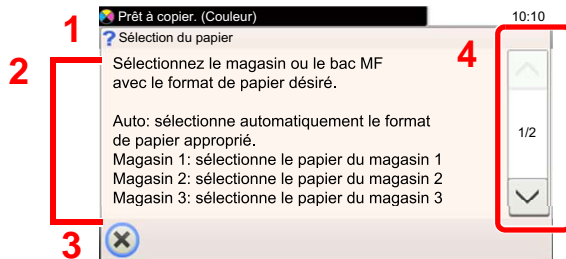 Prêt à copier. (Couleur)
10:10
1
? Sélection du papier
4
2
Sélectionnez le magasin ou le bac MF
avec le format de papier désiré.
Auto: sélectionne automatiquement le format
de papier approprié.
1/2
Magasin 1: sélectionne le papier du magasin 1
Magasin 2: sélectionne le papier du magasin 2
Magasin 3: sélectionne le papier du magasin 3
3